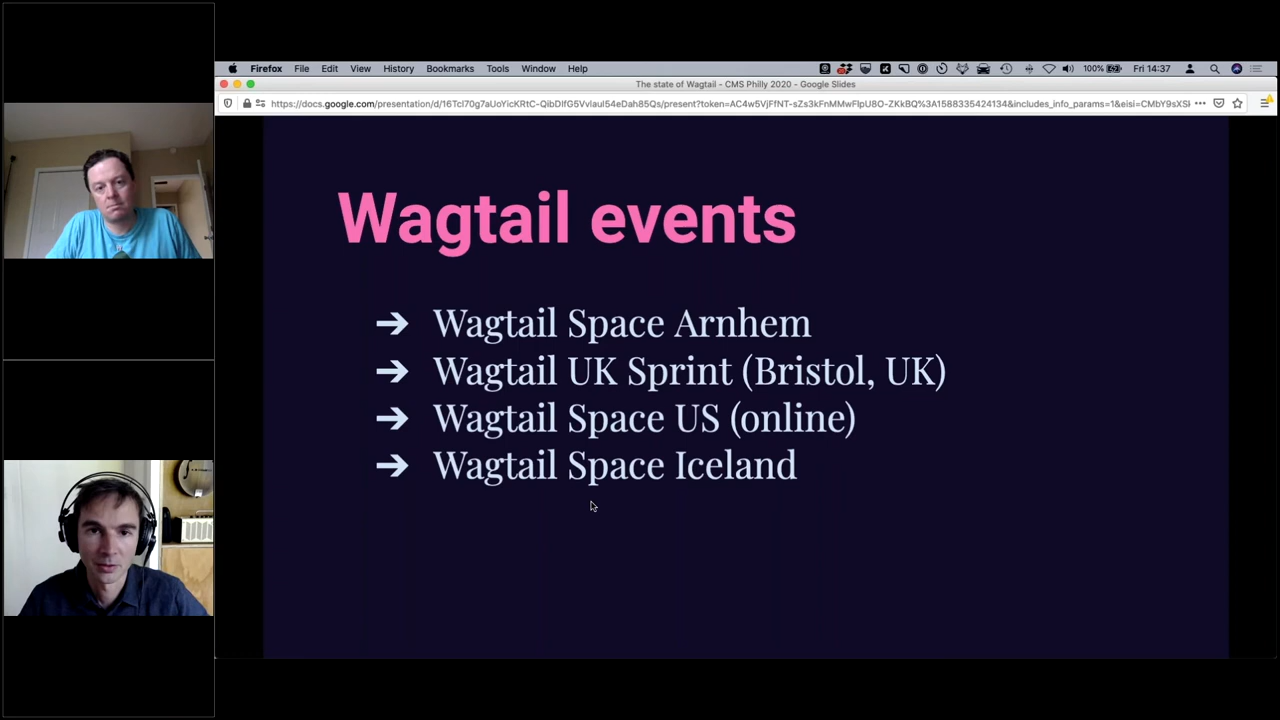 Firefox File Edit View History Bookmarks Tools Window Help 100% Fri 14:37
The state of Wagtail - CMS Philly 2020 - Google Slides
Wagtail events
➔ Wagtail Space Arnhem
➔ Wagtail UK Sprint (Bristol, UK)
➔ Wagtail Space US (online)
➔ Wagtail Space Iceland